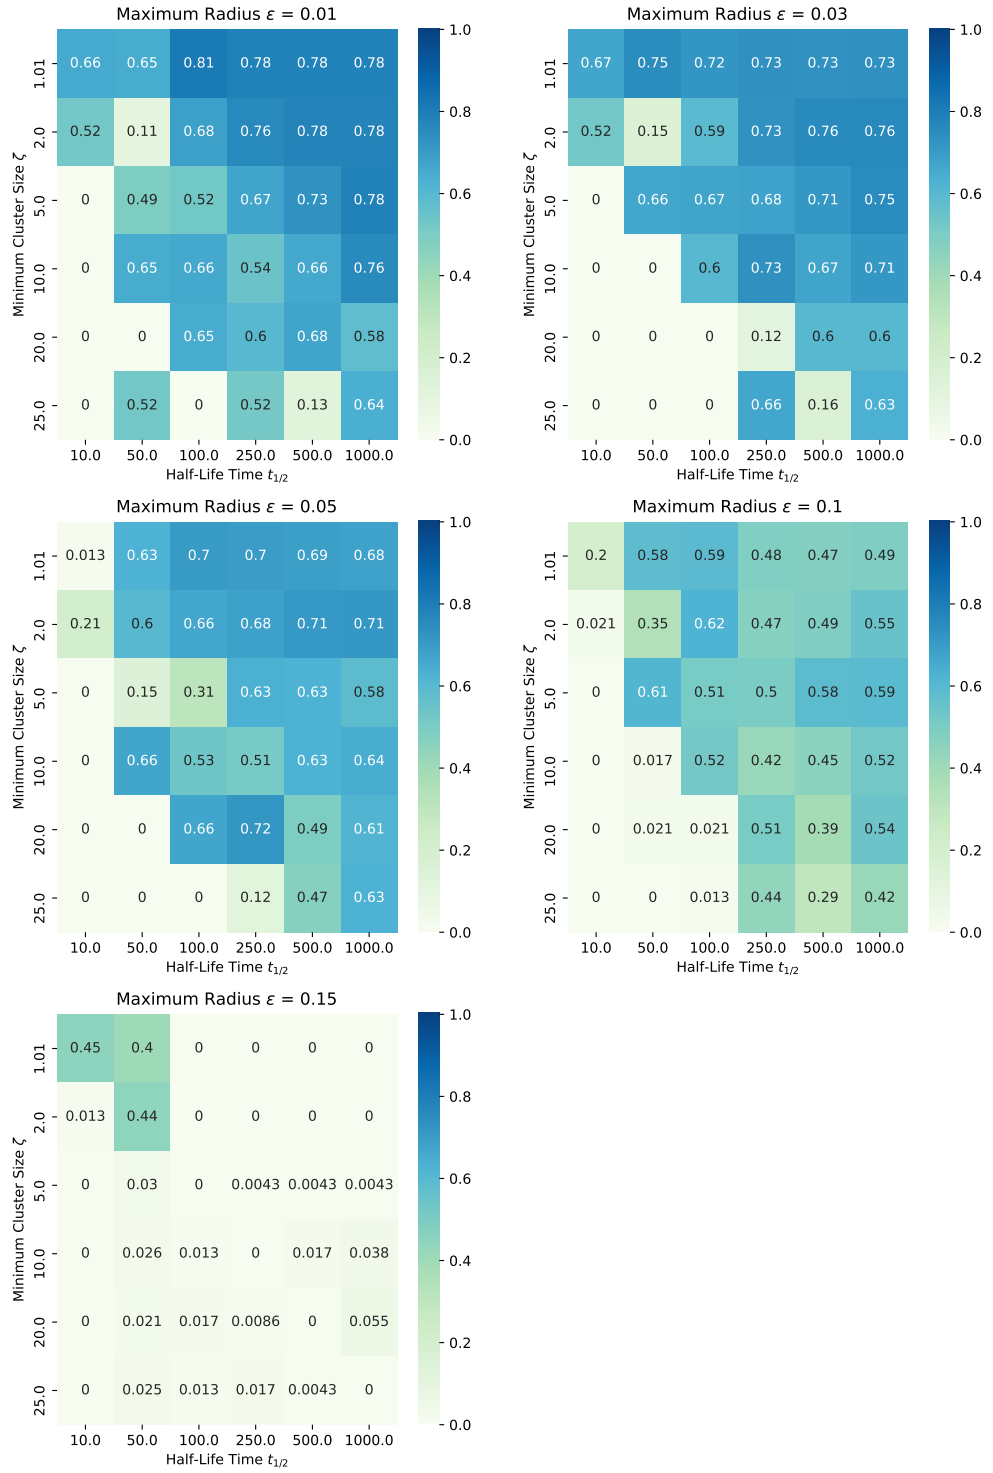 Maximum Radius ε = 0.01
Minimum Cluster Size ζ
1.01 0.66 0.65 0.81 0.78 0.78 0.78
2.0 0.52 0.11 0.68 0.76 0.78 0.78
5.0 0 0.49 0.52 0.67 0.73 0.78
10.0 0 0.65 0.66 0.54 0.66 0.76
20.0 0 0 0.65 0.6 0.68 0.58
25.0 0 0.52 0 0.52 0.13 0.64
10.0 50.0 100.0 250.0 500.0 1000.0
Half-Life Time t1/2
1.0
0.8
0.6
0.4
0.2
0.0
Maximum Radius ε = 0.03
Minimum Cluster Size ζ
1.01 0.67 0.75 0.72 0.73 0.73 0.73
2.0 0.52 0.15 0.59 0.73 0.76 0.76
5.0 0 0.66 0.67 0.68 0.71 0.75
10.0 0 0 0.6 0.73 0.67 0.71
20.0 0 0 0 0.12 0.6 0.6
25.0 0 0 0 0.66 0.16 0.63
10.0 50.0 100.0 250.0 500.0 1000.0
Half-Life Time t1/2
1.0
0.8
0.6
0.4
0.2
0.0
Maximum Radius ε = 0.05
Minimum Cluster Size ζ
1.01 0.013 0.63 0.7 0.7 0.69 0.68
2.0 0.21 0.6 0.66 0.68 0.71 0.71
5.0 0 0.15 0.31 0.63 0.63 0.58
10.0 0 0.66 0.53 0.51 0.63 0.64
20.0 0 0 0.66 0.72 0.49 0.61
25.0 0 0 0 0.12 0.47 0.63
10.0 50.0 100.0 250.0 500.0 1000.0
Half-Life Time t1/2
1.0
0.8
0.6
0.4
0.2
0.0
Maximum Radius ε = 0.1
Minimum Cluster Size ζ
1.01 0.2 0.58 0.59 0.48 0.47 0.49
2.0 0.021 0.35 0.62 0.47 0.49 0.55
5.0 0 0.61 0.51 0.5 0.58 0.59
10.0 0 0.017 0.52 0.42 0.45 0.52
20.0 0 0.021 0.021 0.51 0.39 0.54
25.0 0 0 0.013 0.44 0.29 0.42
10.0 50.0 100.0 250.0 500.0 1000.0
Half-Life Time t1/2
1.0
0.8
0.6
0.4
0.2
0.0
Maximum Radius ε = 0.15
Minimum Cluster Size ζ
1.01 0.45 0.4 0 0 0 0
2.0 0.013 0.44 0 0 0 0
5.0 0 0.03 0 0.0043 0.0043 0.0043
10.0 0 0.026 0.013 0 0.017 0.038
20.0 0 0.021 0.017 0.0086 0 0.055
25.0 0 0.025 0.013 0.017 0.0043 0
10.0 50.0 100.0 250.0 500.0 1000.0
Half-Life Time t1/2
1.0
0.8
0.6
0.4
0.2
0.0